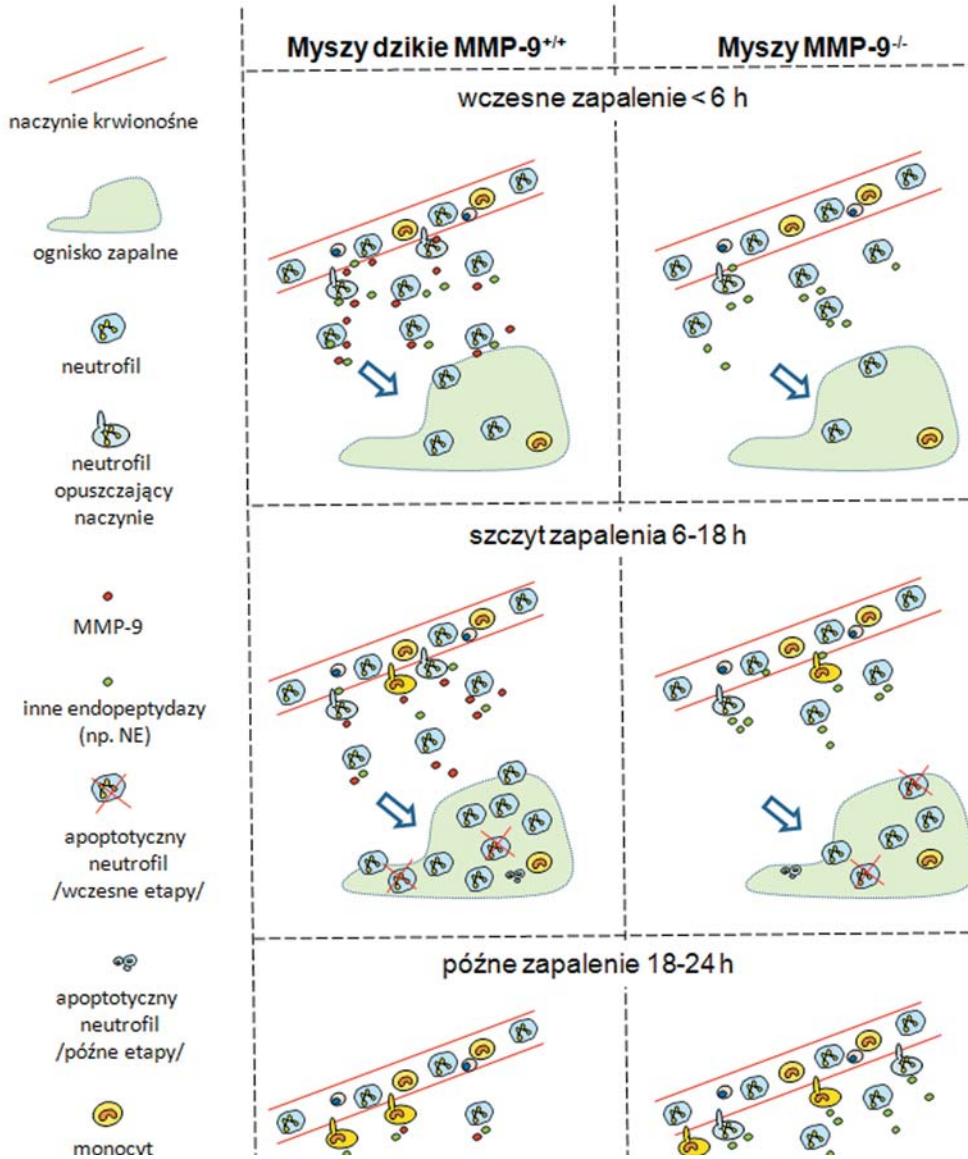 Myszy dzikie MMP-9+/+
Myszy MMP-9-/-
wczesne zapalenie < 6 h
naczynie krwionośne
ognisko zapalne
neutrofil
neutrofil
opuszczający
naczynie
szczyt zapalenia 6-18 h
MMP-9
inne endopeptydazy
(np. NE)
apoptotyczny
neutrofil
/wczesne etapy/
późne zapalenie 18-24 h
apoptotyczny
neutrofil
/późne etapy/
monocyt